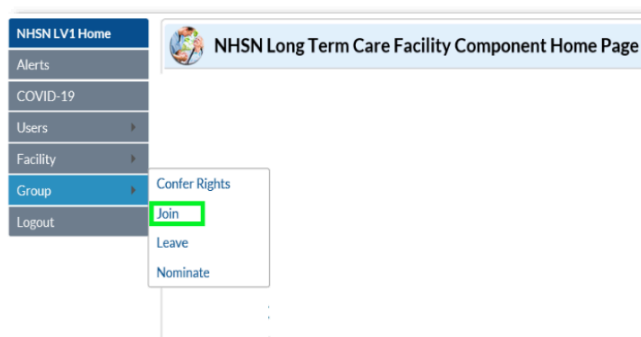 NHSN LV1 Home
Alerts
COVID-19
Users
Facility
Group
Logout
NHSN Long Term Care Facility Component Home Page
Confer Rights
Join
Leave
Nominate